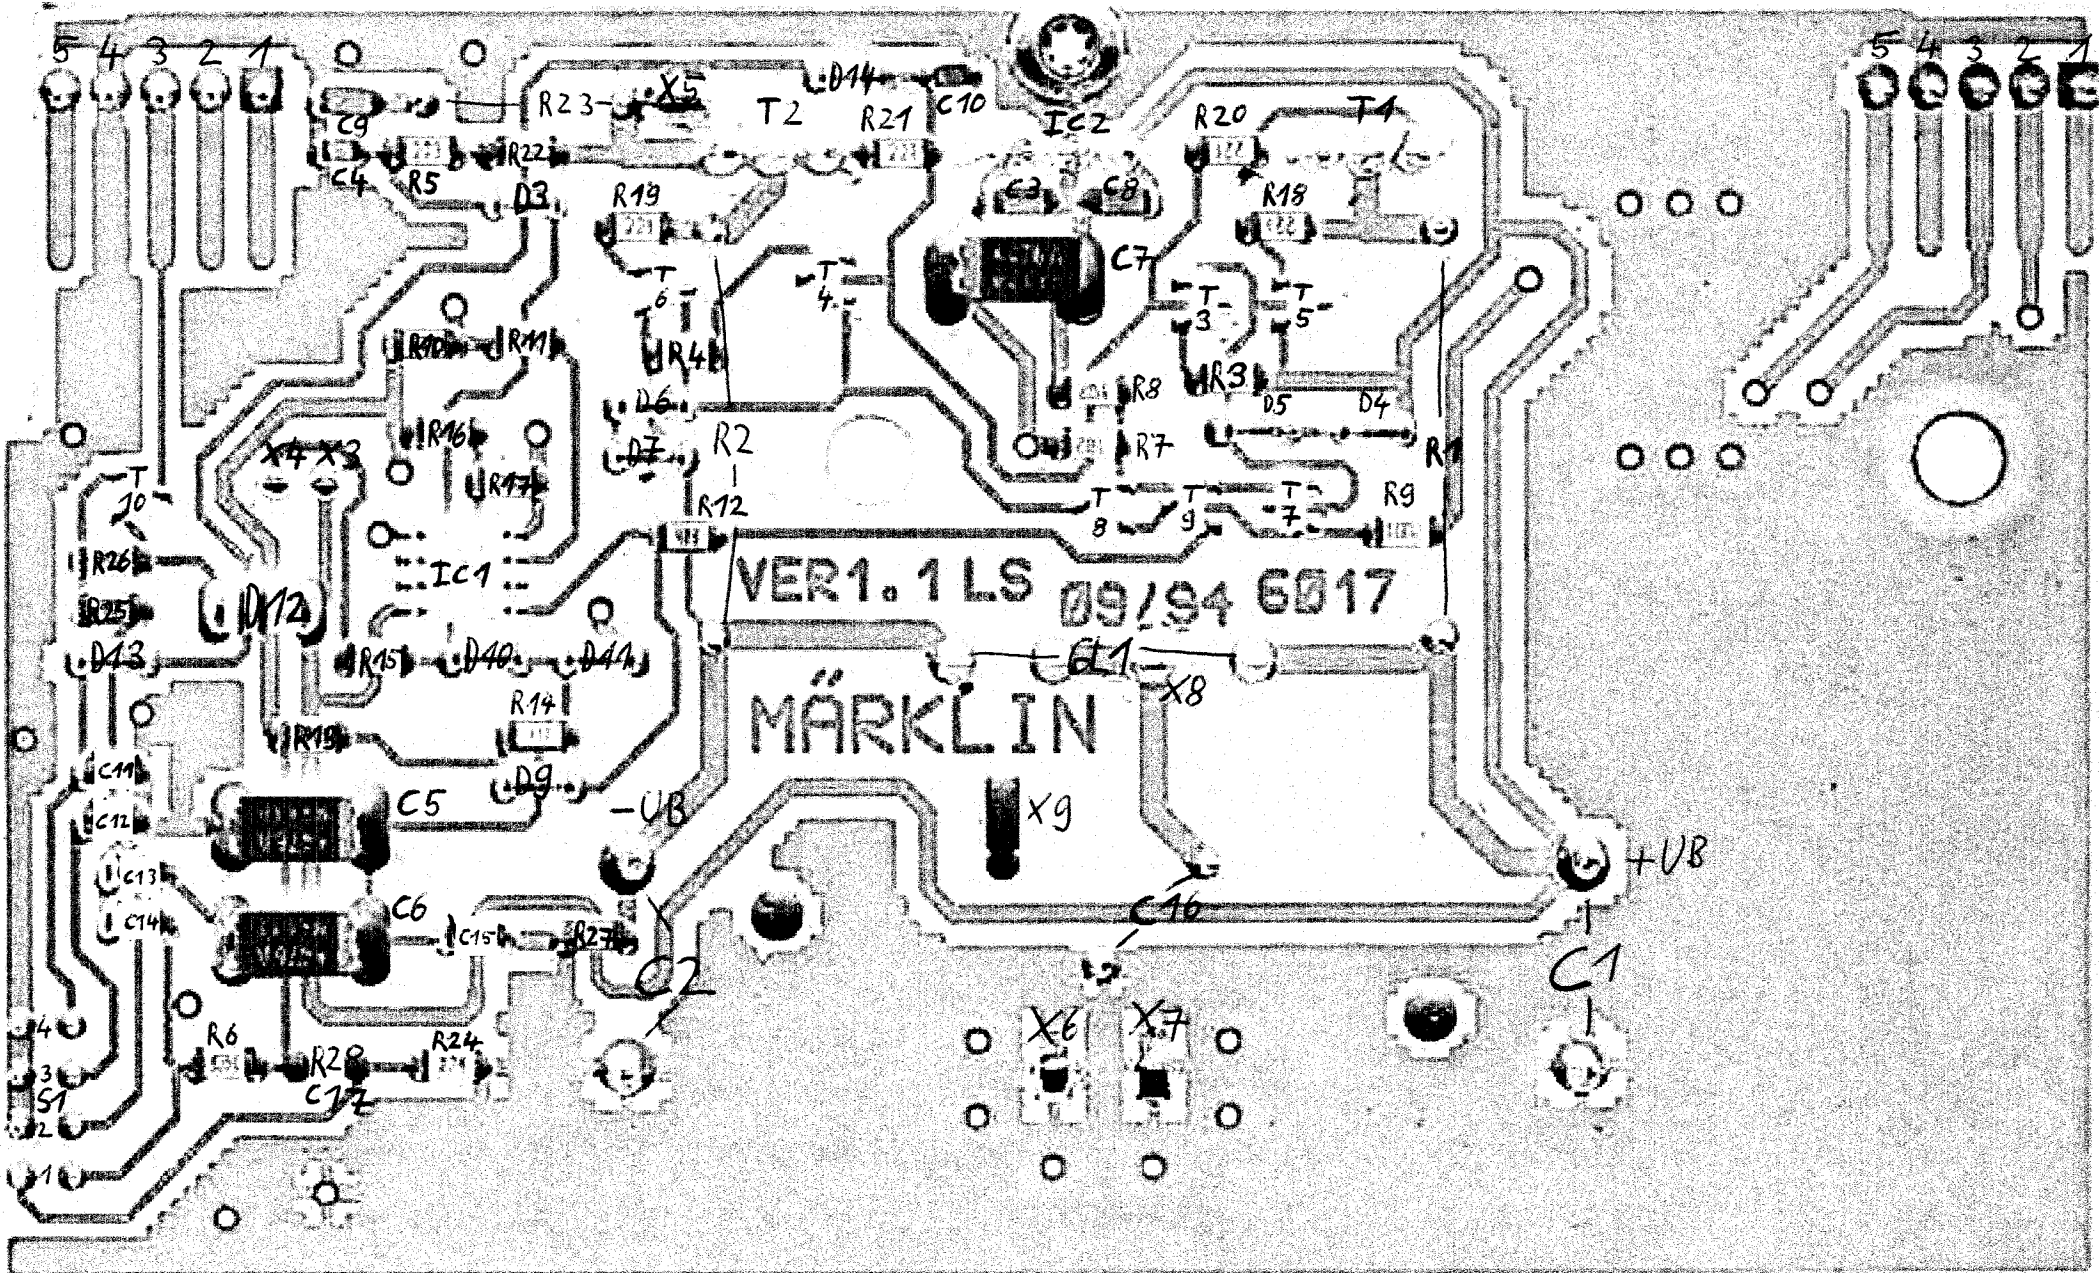 5 4 3 2 1
5 4 3 2 1
C9
R23
X5
T2
D14
C10
R21
IC2
R20
T1
C4
R5
R22
D3
R19
C3
C8
R18
C7
T
6
T
4
T
3
T
5
R10
R11
R4
R8
R3
D6
D5
D4
R16
D7
R2
R7
R1
X4 X3
R17
T
10
R12
T
8
T
9
T
7
R9
R26
IC1
VER1.1 LS 09/94 6017
R25
D12
D13
R15
D10
D11
GL1
X8
R14
MÄRKLIN
R13
C11
D9
C5
-UB
X9
C12
+UB
C13
C6
C14
C15
R27
C16
C2
C1
4
X6
X7
R6
R28
R24
3
S1
C17
2
1